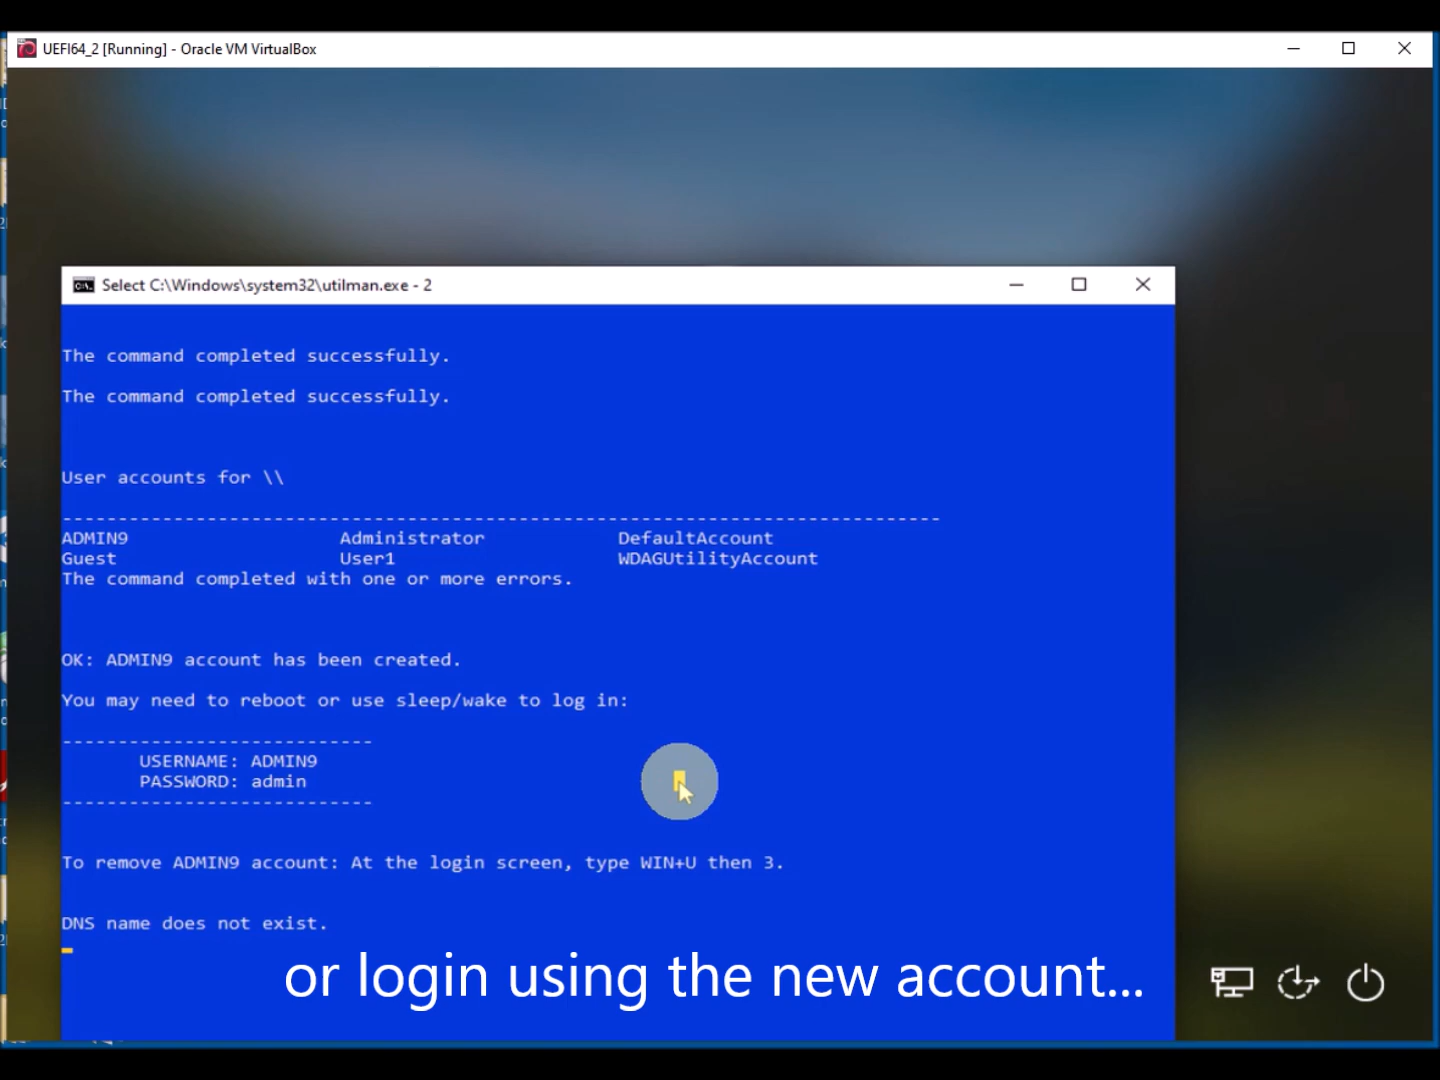 UEFI64_2 [Running] - Oracle VM VirtualBox
Select C:\Windows\system32\utilman.exe - 2
The command completed successfully.
The command completed successfully.
User accounts for \\
-------------------------------------------------------------------------------
ADMIN9 Administrator DefaultAccount
Guest User1 WDAGUtilityAccount
The command completed with one or more errors.
OK: ADMIN9 account has been created.
You may need to reboot or use sleep/wake to log in:
----------------------------
USERNAME: ADMIN9
PASSWORD: admin
----------------------------
To remove ADMIN9 account: At the login screen, type WIN+U then 3.
DNS name does not exist.
or login using the new account...